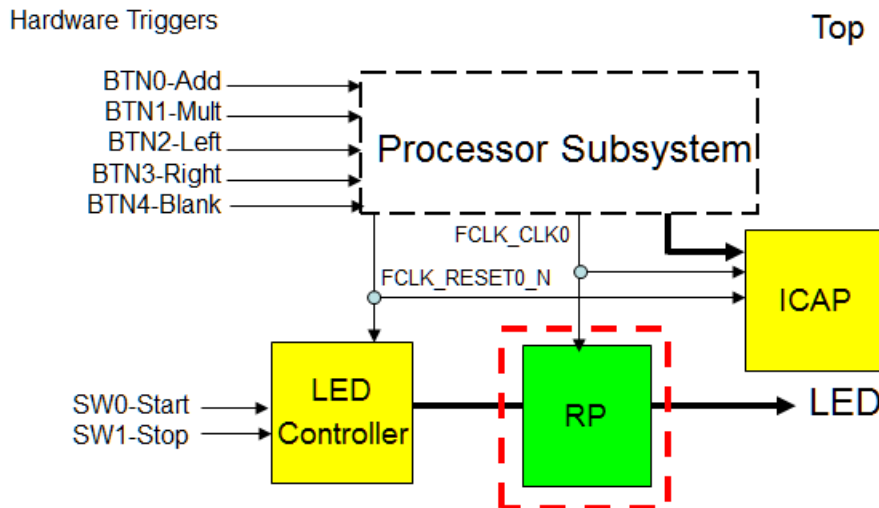 Hardware Triggers
Top
BTN0-Add
BTN1-Mult
BTN2-Left
BTN3-Right
BTN4-Blank
Processor Subsystem
FCLK_CLK0
FCLK_RESET0_N
ICAP
LED
Controller
RP
LED
SW0-Start
SW1-Stop